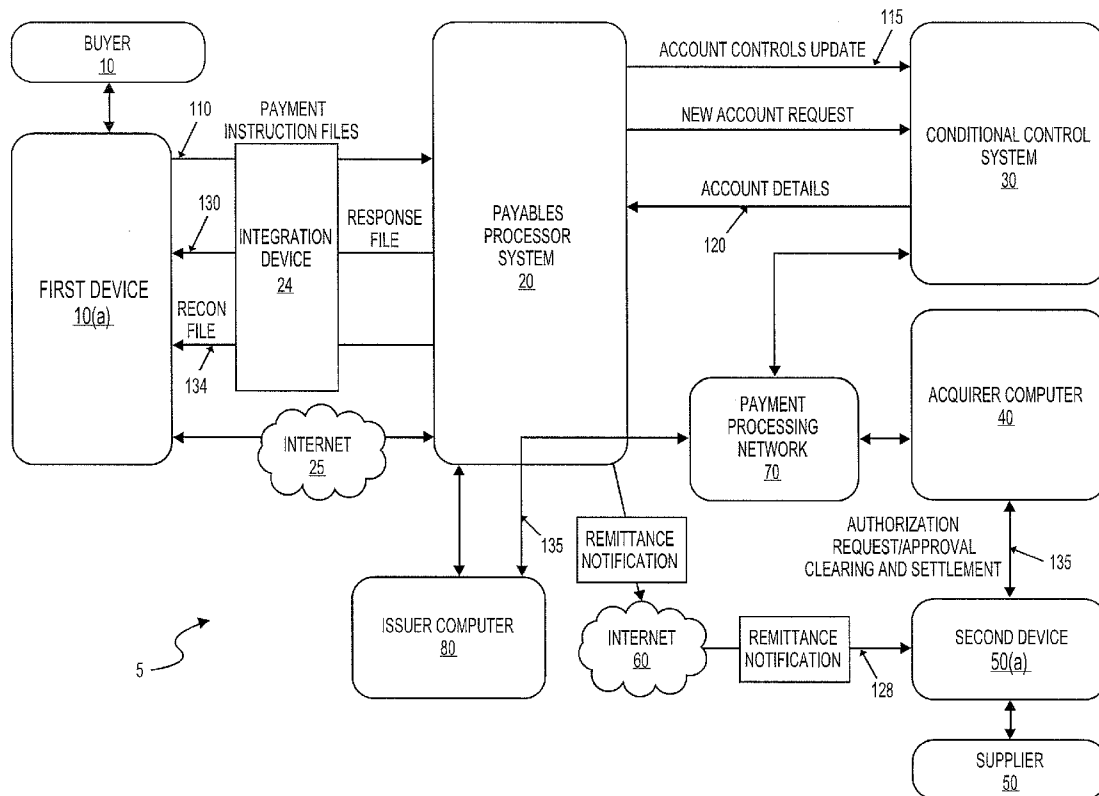 BUYER
10
110
PAYMENT
INSTRUCTION FILES
115
ACCOUNT CONTROLS UPDATE
NEW ACCOUNT REQUEST
ACCOUNT DETAILS
120
CONDITIONAL CONTROL
SYSTEM
30
PAYABLES
PROCESSOR
SYSTEM
20
130
RESPONSE
FILE
INTEGRATION
DEVICE
24
FIRST DEVICE
10(a)
RECON
FILE
134
INTERNET
25
PAYMENT
PROCESSING
NETWORK
70
ACQUIRER COMPUTER
40
135
REMITTANCE
NOTIFICATION
AUTHORIZATION
REQUEST/APPROVAL
CLEARING AND SETTLEMENT
135
ISSUER COMPUTER
80
INTERNET
60
REMITTANCE
NOTIFICATION
128
SECOND DEVICE
50(a)
5
SUPPLIER
50